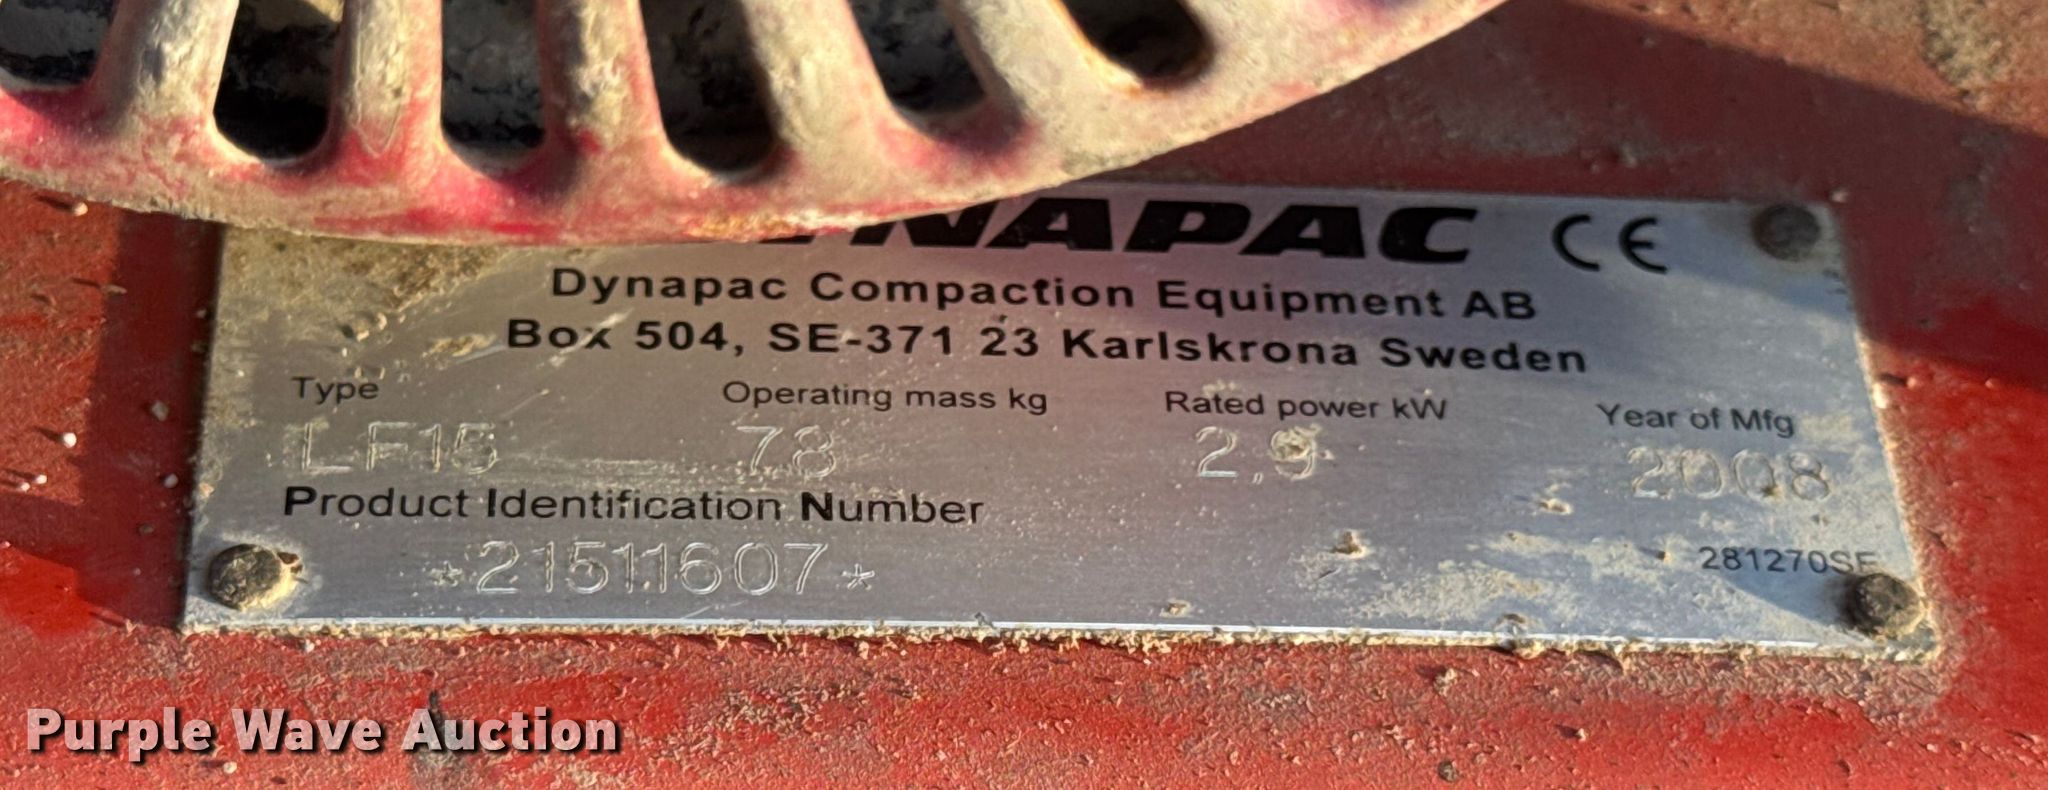 DYNAPAC CE
Dynapac Compaction Equipment AB
Box 504, SE-371 23 Karlskrona Sweden
Type Operating mass kg Rated power kW Year of Mfg
LF15 78 2,9 2008
Product Identification Number
*21511607*
281270SE
Purple Wave Auction